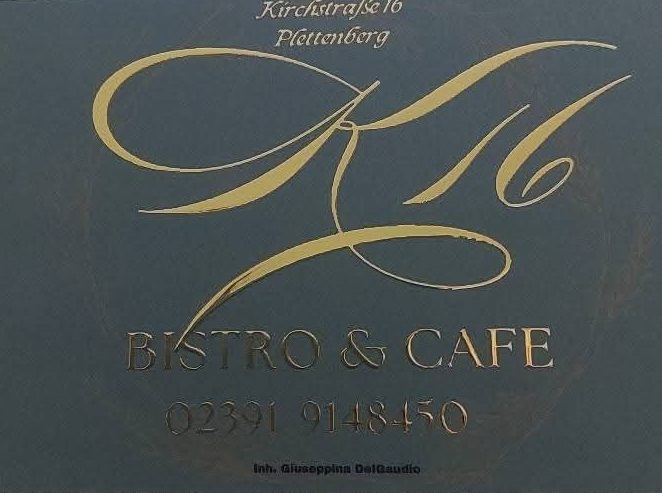 Kirchstraße 16
Plettenberg
K16
BISTRO & CAFE
02391 9148450
Inh. Giuseppina DelGaudio